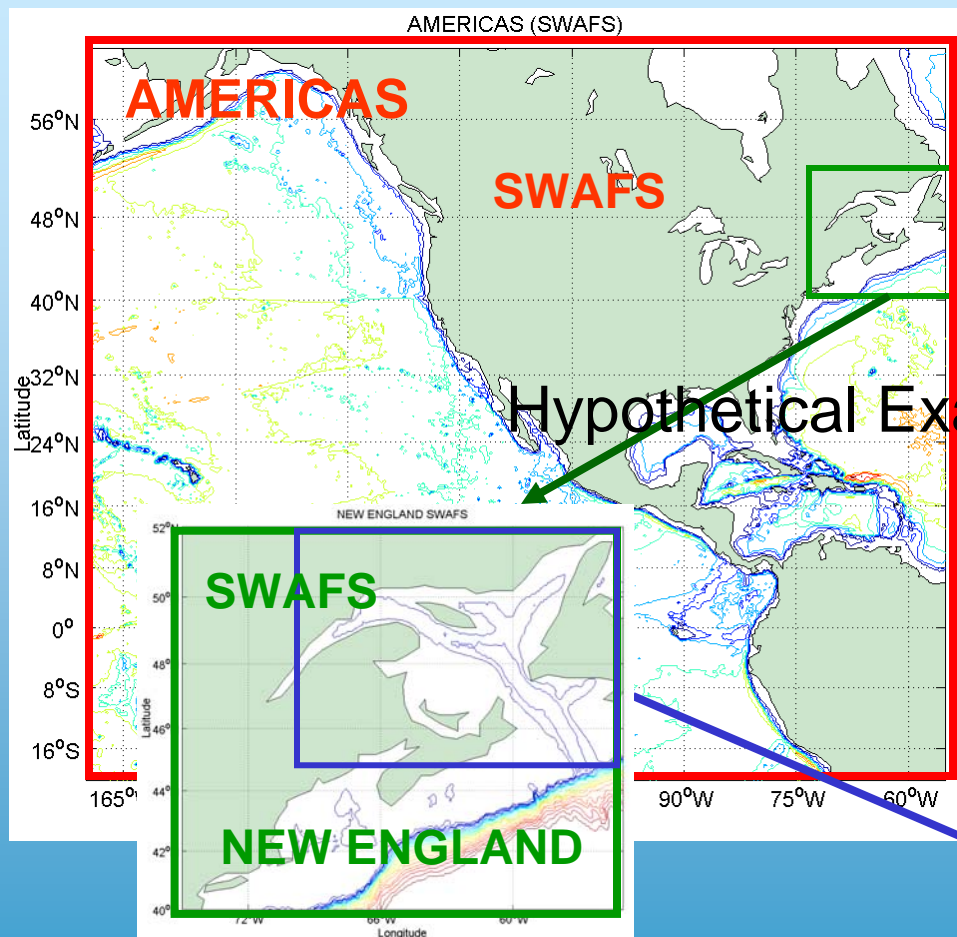 AMERICAS (SWAFS)
AMERICAS
SWAFS
56°N
48°N
40°N
32°N
24°N
16°N
8°N
0°
8°S
16°S
Latitude
Hypothetical Exa
165°
90°W
75°W
60°W
NEW ENGLAND SWAFS
SWAFS
NEW ENGLAND
52°
50°
48°
46°
44°
42°
40°
Latitude
72°W
66°W
60°W
Longitude